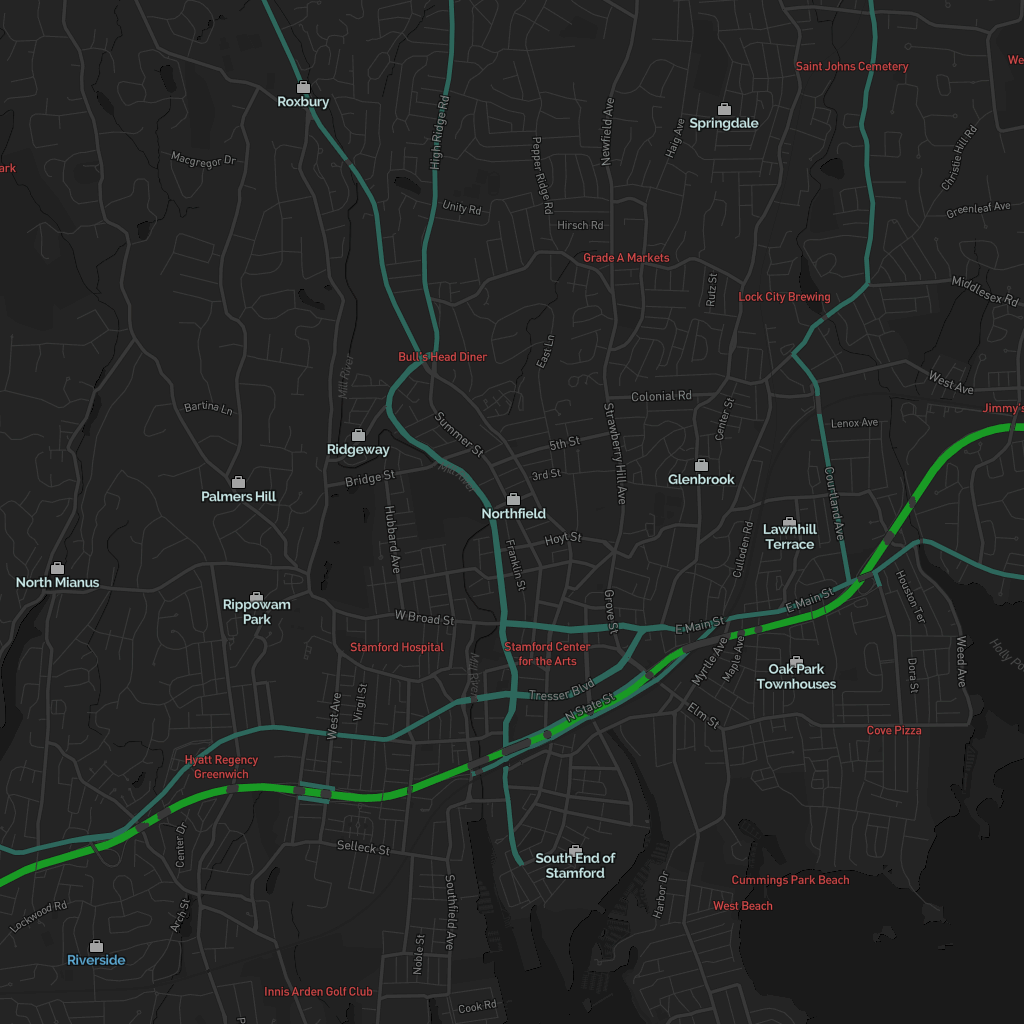 We
Saint Johns Cemetery
Roxbury
Springdale
High Ridge Rd
Newfield Ave
Haig Ave
Pepper Ridge Rd
Christie Hill Rd
Macgregor Dr
ark
Unity Rd
Greenleaf Ave
Hirsch Rd
Grade A Markets
Rutz St
Lock City Brewing
Middlesex Rd
East Ln
Bull's Head Diner
Mill River
West Ave
Colonial Rd
Bartina Ln
Jimmy's
Center St
Lenox Ave
Summer St
Strawberry Hill Ave
5th St
Ridgeway
3rd St
Bridge St
Glenbrook
Palmers Hill
Courtland Ave
Northfield
Lawnhill
Terrace
Hubbard Ave
Hoyt St
Culloden Rd
Franklin St
North Mianus
Rippowam
Park
Grove St
E Main St
Houston Ter
W Broad St
E Main St
Stamford Hospital
Stamford Center
for the Arts
Myrtle Ave
Maple Ave
Weed Ave
Oak Park
Townhouses
Dora St
Mill River
Tresser Blvd
West Ave
Virgil St
N State St
Elm St
Cove Pizza
Hyatt Regency
Greenwich
Center Dr
Selleck St
South End of
Stamford
Cummings Park Beach
West Beach
Harbor Dr
Southfield Ave
Lockwood Rd
Arch St
Noble St
Riverside
Innis Arden Golf Club
Cook Rd